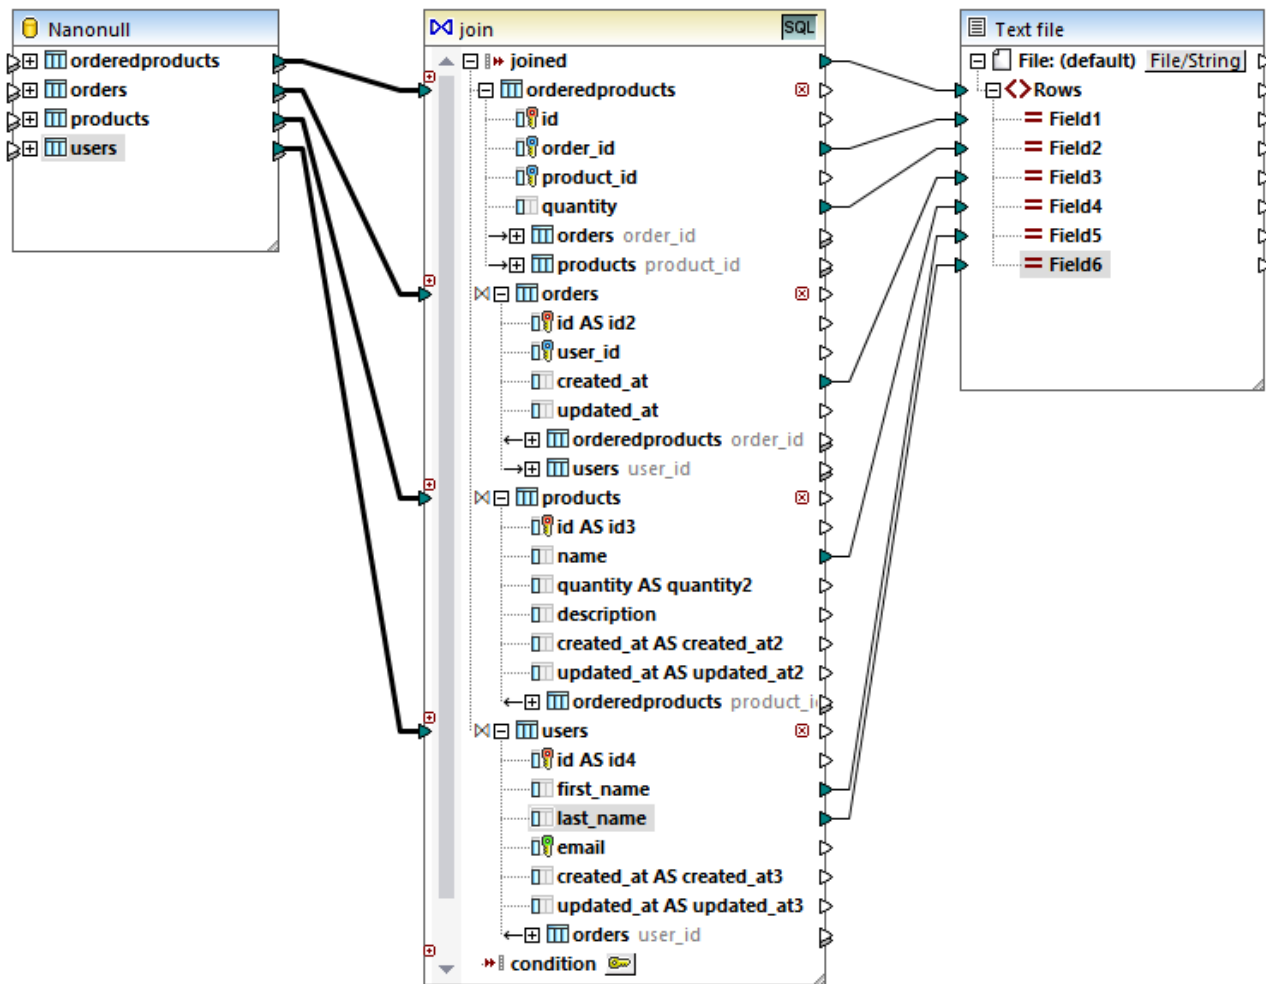 Nanonull
orderedproducts
orders
products
users
join SQL
joined
orderedproducts
id
order_id
product_id
quantity
orders order_id
products product_id
orders
id AS id2
user_id
created_at
updated_at
orderedproducts order_id
users user_id
products
id AS id3
name
quantity AS quantity2
description
created_at AS created_at2
updated_at AS updated_at2
orderedproducts product_i
users
id AS id4
first_name
last_name
email
created_at AS created_at3
updated_at AS updated_at3
orders user_id
condition
Text file
File: (default) File/String
Rows
Field1
Field2
Field3
Field4
Field5
Field6